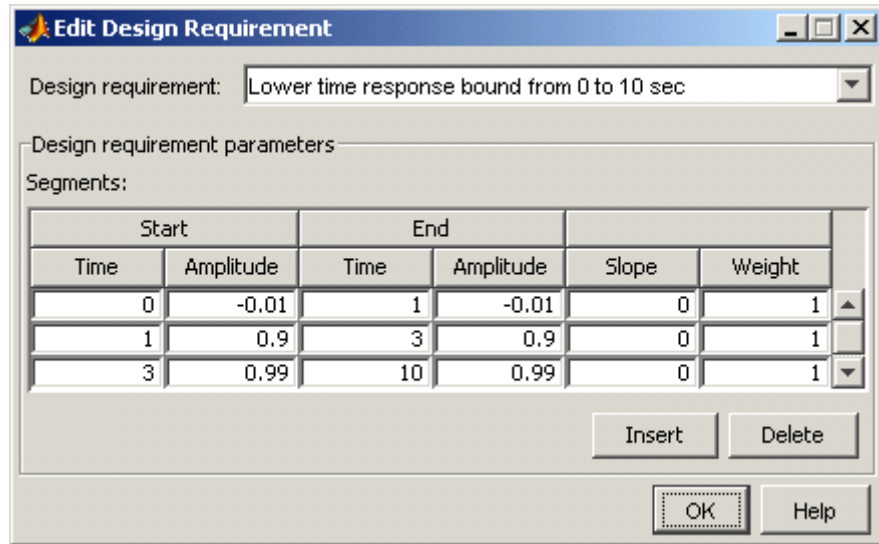 Edit Design Requirement
Design requirement: Lower time response bound from 0 to 10 sec
Design requirement parameters
Segments:
Start End
Time Amplitude Time Amplitude Slope Weight
0 -0.01 1 -0.01 0 1
1 0.9 3 0.9 0 1
3 0.99 10 0.99 0 1
Insert Delete
OK Help